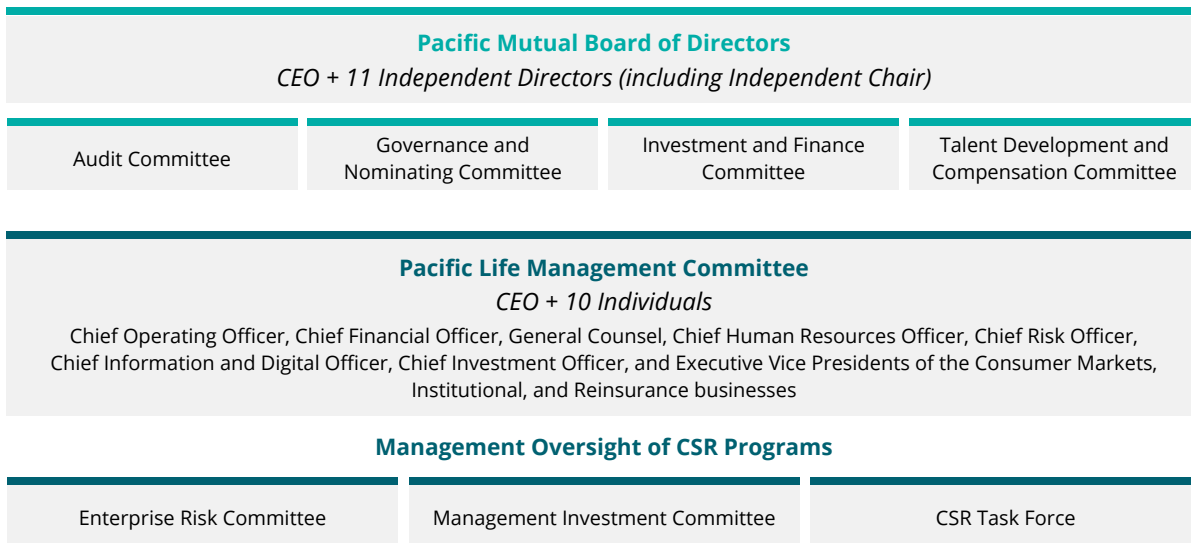 Pacific Mutual Board of Directors
CEO + 11 Independent Directors (including Independent Chair)
Audit Committee
Governance and
Nominating Committee
Investment and Finance
Committee
Talent Development and
Compensation Committee
Pacific Life Management Committee
CEO + 10 Individuals
Chief Operating Officer, Chief Financial Officer, General Counsel, Chief Human Resources Officer, Chief Risk Officer,
Chief Information and Digital Officer, Chief Investment Officer, and Executive Vice Presidents of the Consumer Markets,
Institutional, and Reinsurance businesses
Management Oversight of CSR Programs
Enterprise Risk Committee
Management Investment Committee
CSR Task Force